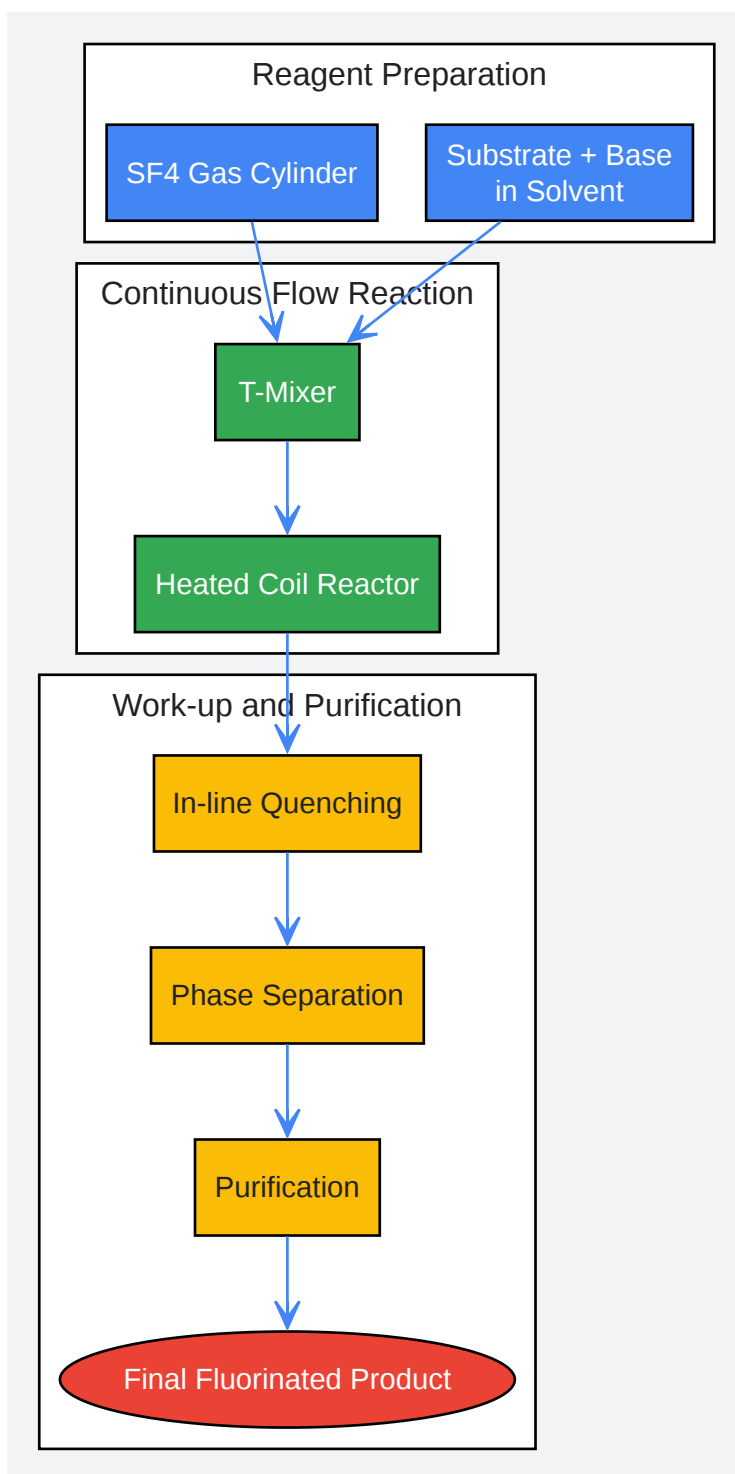 Reagent Preparation
SF4 Gas Cylinder
Substrate + Base
in Solvent
Continuous Flow Reaction
T-Mixer
Heated Coil Reactor
Work-up and Purification
In-line Quenching
Phase Separation
Purification
Final Fluorinated Product